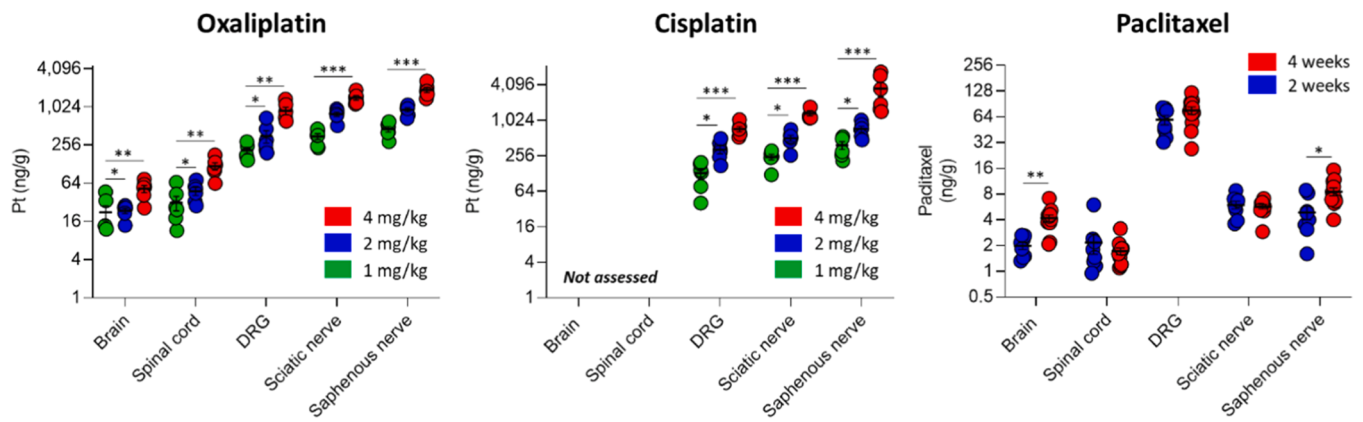 Oxaliplatin
Pt (ng/g)
4,096
1,024
256
64
16
4
1
**
*
**
*
**
*
***
***
4 mg/kg
2 mg/kg
1 mg/kg
Brain
Spinal cord
DRG
Sciatic nerve
Saphenous nerve
Cisplatin
Pt (ng/g)
4,096
1,024
256
64
16
4
1
***
*
***
*
***
*
4 mg/kg
2 mg/kg
1 mg/kg
Not assessed
Brain
Spinal cord
DRG
Sciatic nerve
Saphenous nerve
Paclitaxel
Paclitaxel
(ng/g)
256
128
64
32
16
8
4
2
1
0.5
4 weeks
2 weeks
**
*
Brain
Spinal cord
DRG
Sciatic nerve
Saphenous nerve